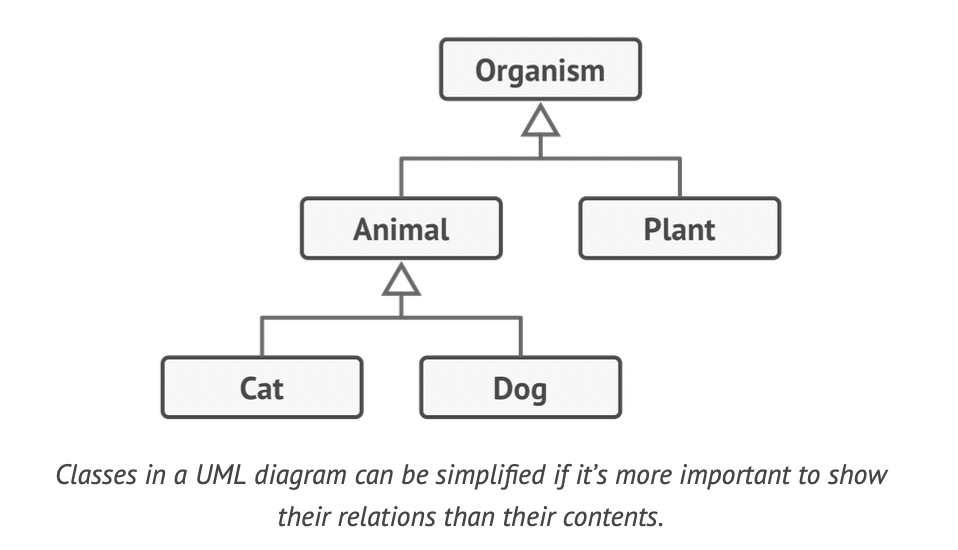 Organism
Animal
Plant
Cat
Dog
Classes in a UML diagram can be simplified if it’s more important to show
their relations than their contents.